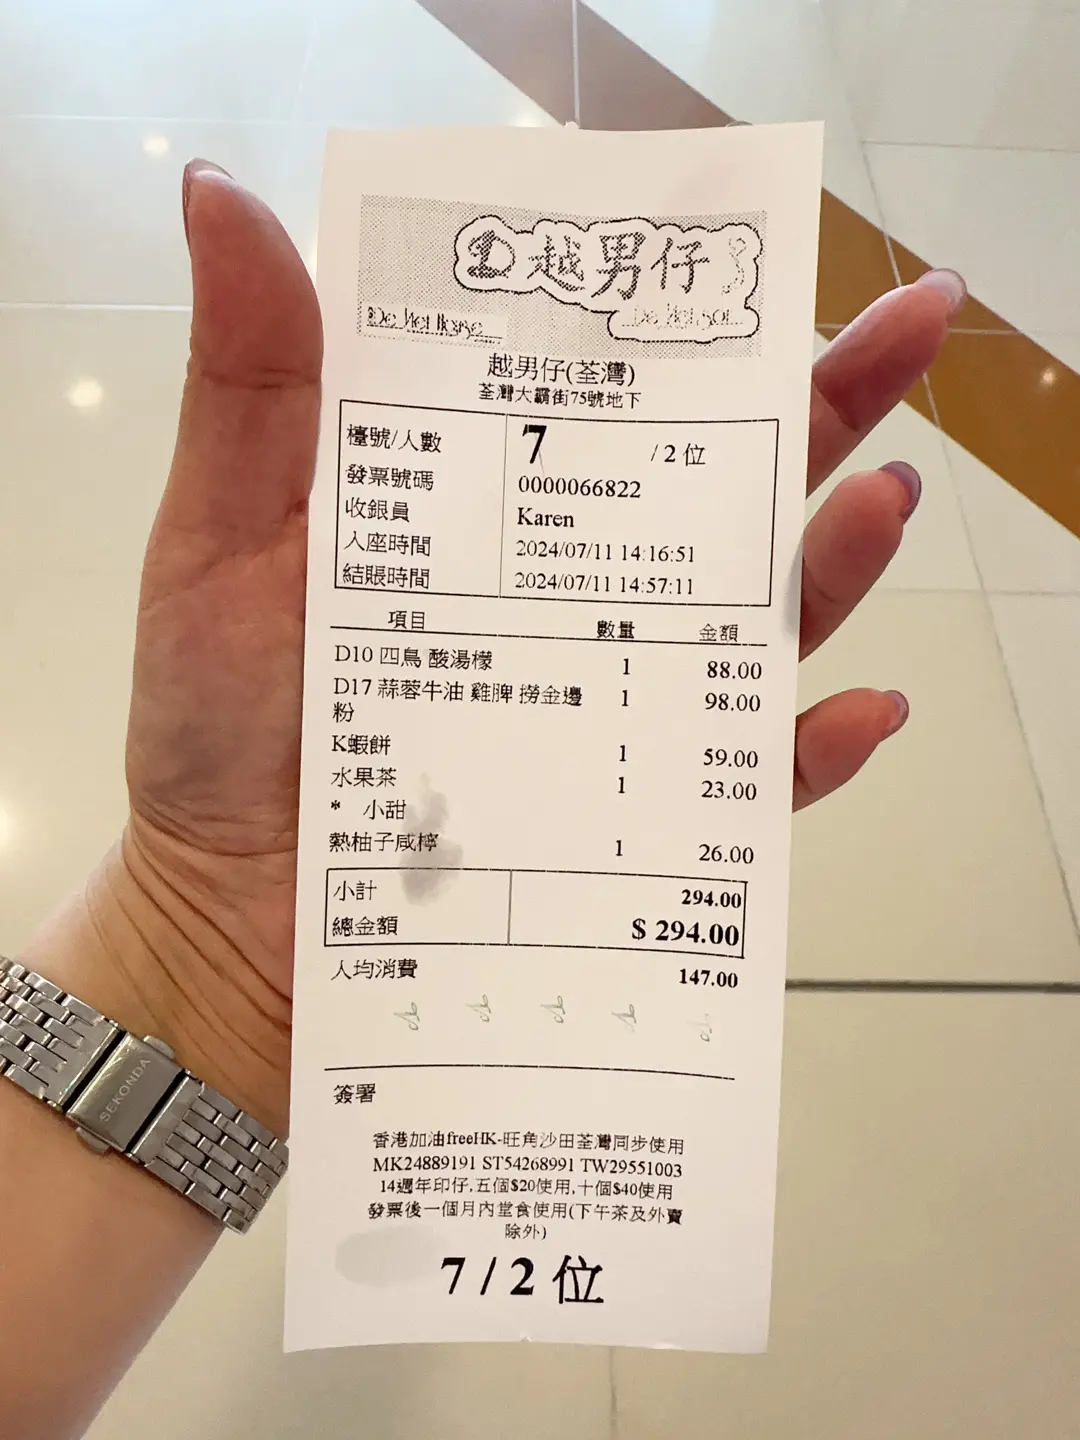 越男仔
De Viet House
越男仔(荃灣)
荃灣大霸街75號地下
檯號/人數 7 / 2 位
發票號碼 0000066822
收銀員 Karen
入座時間 2024/07/11 14:16:51
結賬時間 2024/07/11 14:57:11
項目 數量 金額
D10 四鳥 酸湯檬 1 88.00
D17 蒜蓉牛油 雞脾 撈金邊 1 98.00
粉
K蝦餅 1 59.00
水果茶 1 23.00
* 小甜
熱柚子咸檸 1 26.00
小計 294.00
總金額 $ 294.00
人均消費 147.00
簽署
香港加油freeHK-旺角沙田荃灣同步使用
MK24889191 ST54268991 TW29551003
14週年印仔,五個$20使用,十個$40使用
發票後一個月內堂食使用(下午茶及外賣
除外)
7 / 2 位
SEKONDA